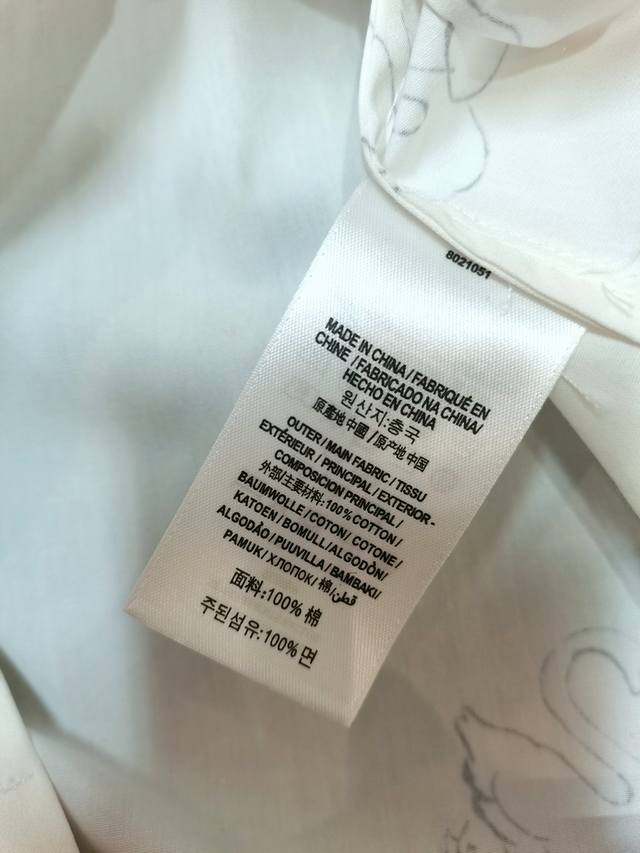 8021051
MADE IN CHINA / FABRIQUÉ EN
CHINE / FABRICADO NA CHINA/
HECHO EN CHINA
원산지:중국
原產地 中國 /原产地 中国
OUTER / MAIN FABRIC / TISSU
EXTÉRIEUR / PRINCIPAL / EXTERIOR-
COMPOSICION PRINCIPAL /
外部/主要材料: 100% COTTON /
BAUMWOLLE / COTON / COTONE /
KATOEN / BOMULL / ALGODÓN/
ALGODÃO / PUUVILLA / BAMBAKI/
PAMUK / ХЛОПОК / 棉/قطن
面料:100% 棉
주된섬유:100% 면